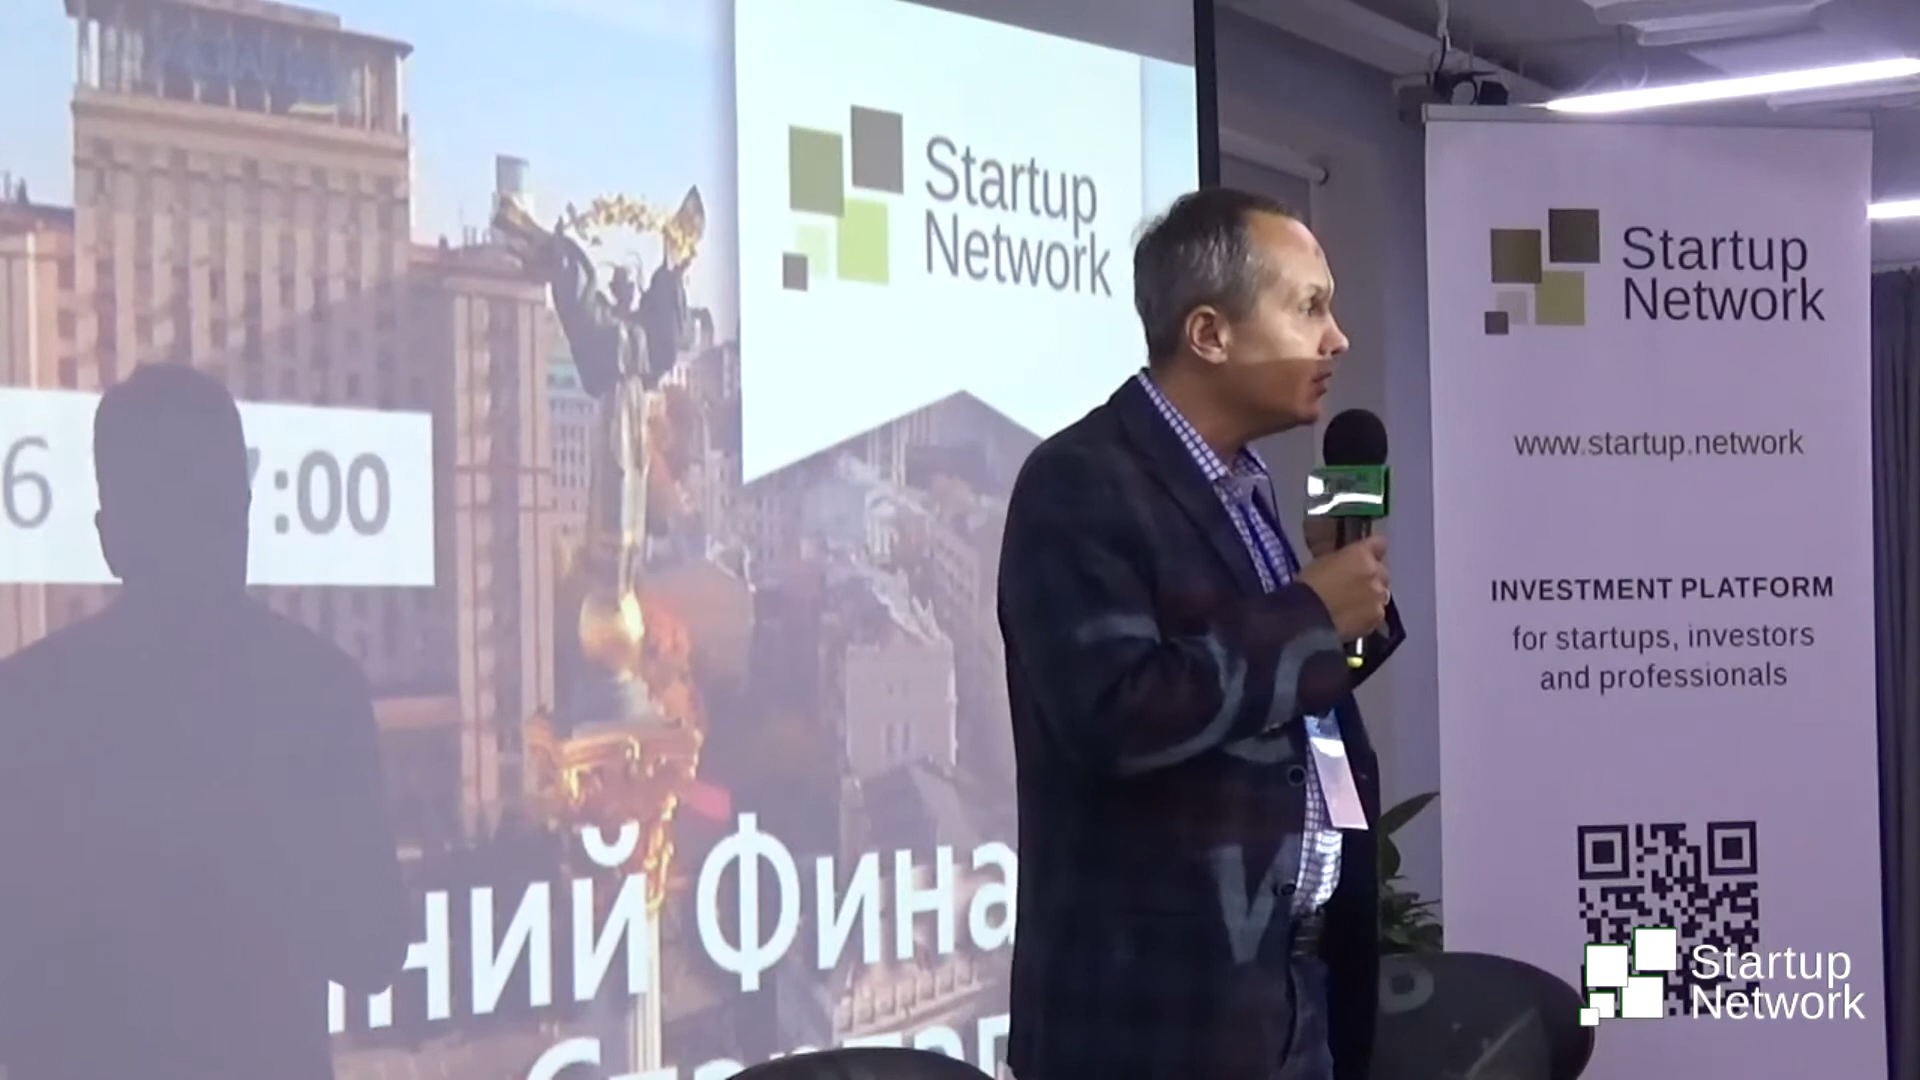 Startup
Network
6
:00
ний Фина
Startup
Network
www.startup.network
INVESTMENT PLATFORM
for startups, investors
and professionals
Startup
Network